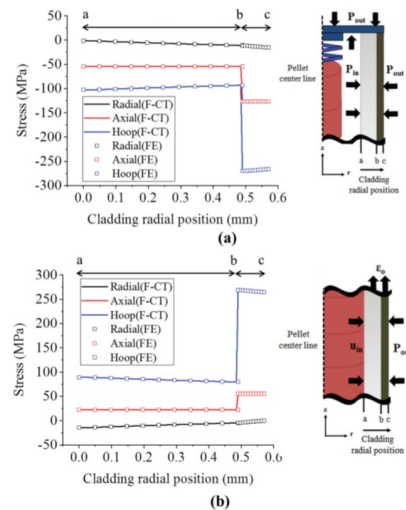 a b c
50
0
-50
-100
-150
-200
-250
-300
Stress (MPa)
Radial(F-CT)
Axial(F-CT)
Hoop(F-CT)
Radial(FE)
Axial(FE)
Hoop(FE)
0.0 0.1 0.2 0.3 0.4 0.5 0.6
Cladding radial position (mm)
(a)
Pout
Pout
Pellet
center line
Pin
Pout
z
r
a b c
Cladding
radial position
a b c
300
250
200
150
100
50
0
-50
Stress (MPa)
Radial(F-CT)
Axial(F-CT)
Hoop(F-CT)
Radial(FE)
Axial(FE)
Hoop(FE)
0.0 0.1 0.2 0.3 0.4 0.5 0.6
Cladding radial position (mm)
(b)
εo
Pellet
center line
uin
Po
z
r
a b c
Cladding
radial position